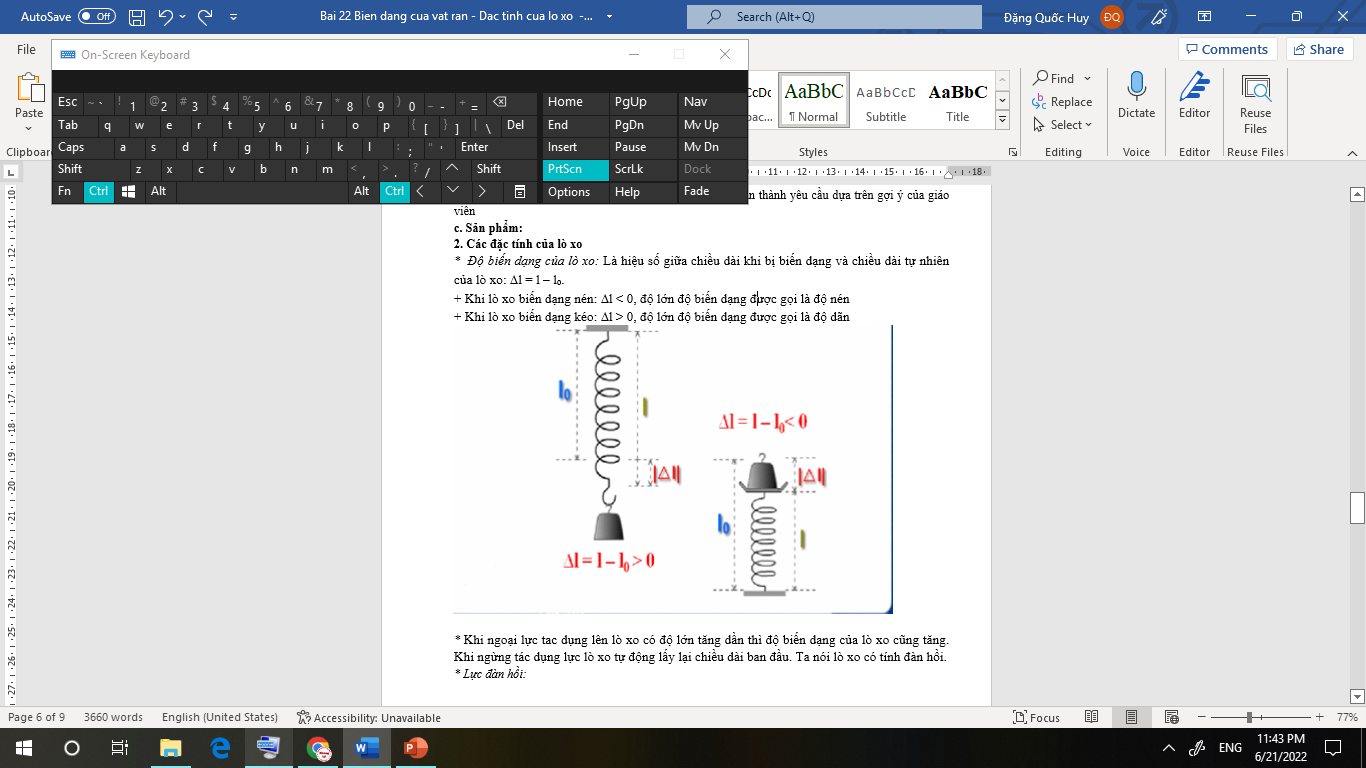 AutoSave Off
Bai 22 Bien dang cua vat ran - Dac tinh cua lo xo -...
Search (Alt+Q)
Đặng Quốc Huy ĐQ
File
Comments Share
On-Screen Keyboard
Esc ~ ` ! 1 @ 2 # 3 $ 4 % 5 ^ 6 & 7 * 8 ( 9 ) 0 _ - + = Home PgUp Nav
Tab q w e r t y u i o p { [ } ] | \ Del End PgDn Mv Up
Caps a s d f g h j k l : ; " ' Enter Insert Pause Mv Dn
Shift z x c v b n m < , > . ? / Shift PrtScn ScrLk Dock
Fn Ctrl Alt Alt Ctrl Options Help Fade
Paste
Clipboard
AaBbC AaBbCcD AaBbC
¶ Normal Subtitle Title
Styles
Find
Replace
Select
Editing
Dictate
Voice
Editor
Editor
Reuse
Files
Reuse Files
n thành yêu cầu dựa trên gợi ý của giáo
viên
c. Sản phẩm:
2. Các đặc tính của lò xo
* Độ biến dạng của lò xo: Là hiệu số giữa chiều dài khi bị biến dạng và chiều dài tự nhiên
của lò xo: Δl = l – l₀.
+ Khi lò xo biến dạng nén: Δl < 0, độ lớn độ biến dạng được gọi là độ nén
+ Khi lò xo biến dạng kéo: Δl > 0, độ lớn độ biến dạng được gọi là độ dãn
l₀
l
|Δl|
Δl = l – l₀ > 0
Δl = l – l₀ < 0
|Δl|
l₀
l
* Khi ngoại lực tac dụng lên lò xo có độ lớn tăng dần thì độ biến dạng của lò xo cũng tăng.
Khi ngừng tác dụng lực lò xo tự động lấy lại chiều dài ban đầu. Ta nói lò xo có tính đàn hồi.
* Lực đàn hồi:
Page 6 of 9 3660 words English (United States) Accessibility: Unavailable Focus 77%
ENG
11:43 PM
6/21/2022